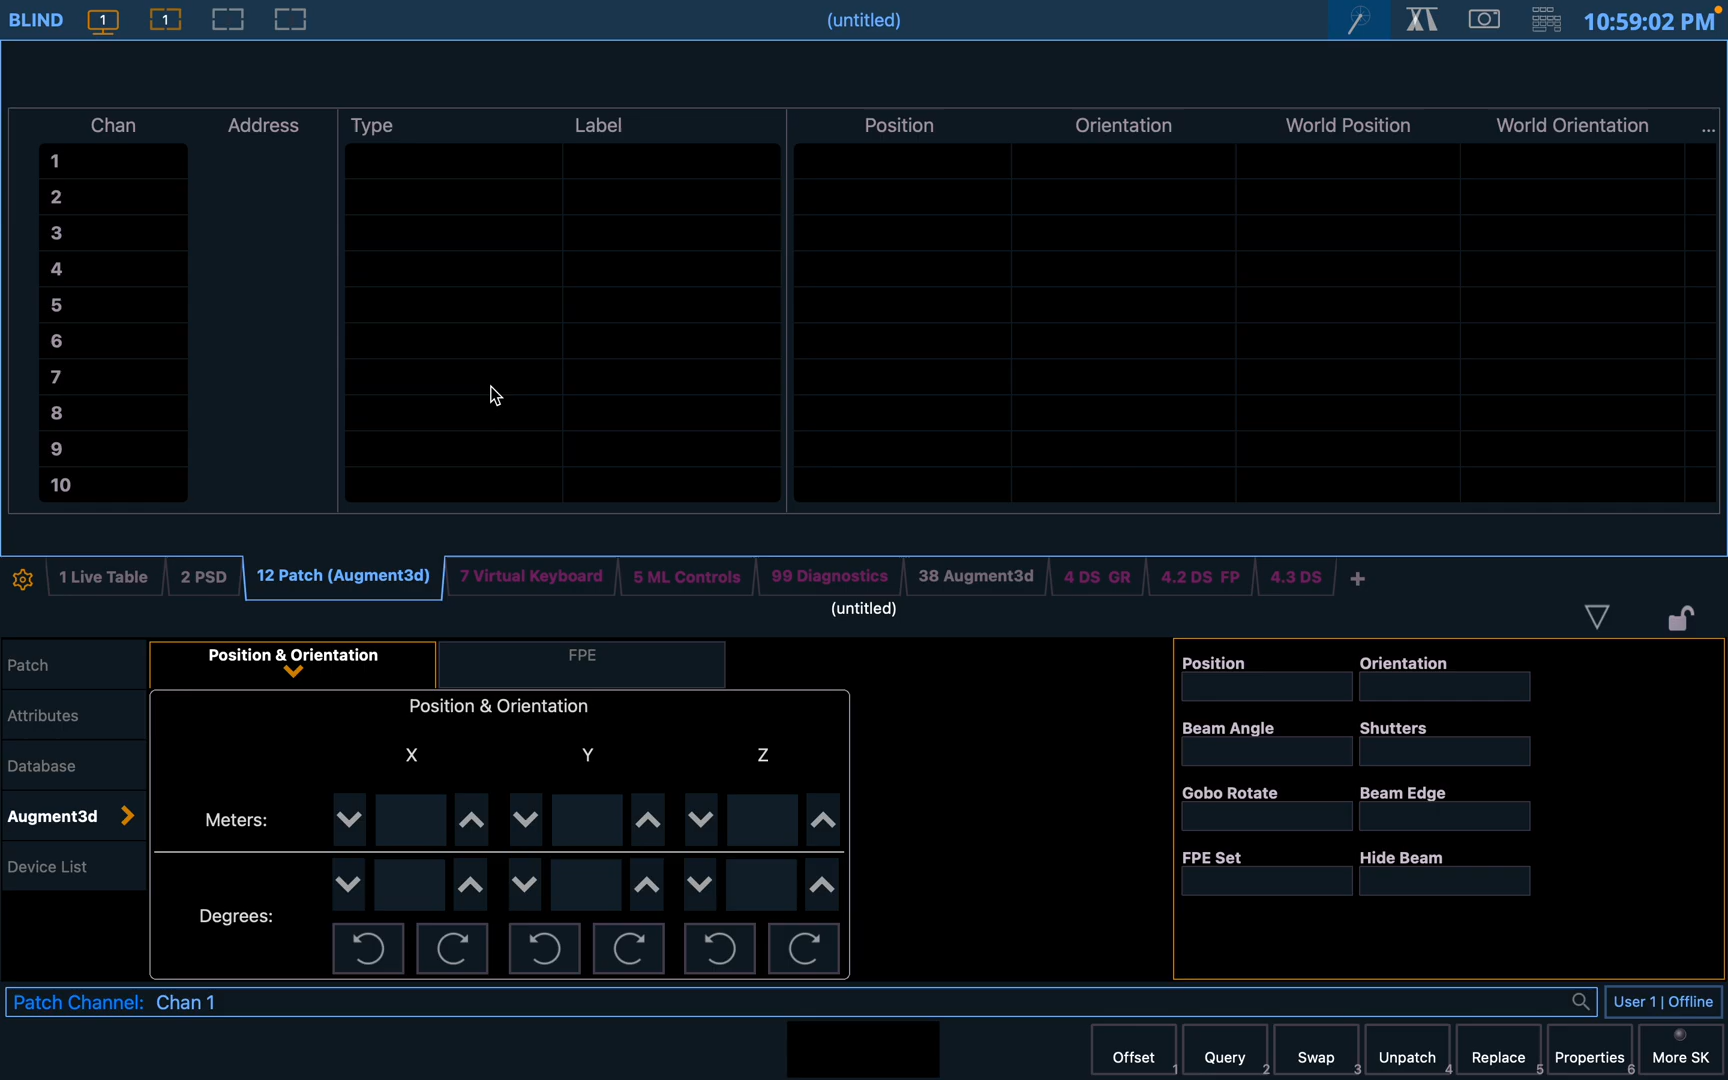 BLIND 1 1 (untitled) 10:59:02 PM
Chan Address Type Label Position Orientation World Position World Orientation ...
1
2
3
4
5
6
7
8
9
10
1 Live Table 2 PSD 12 Patch (Augment3d) 7 Virtual Keyboard 5 ML Controls 99 Diagnostics 38 Augment3d 4 DS GR 4.2 DS FP 4.3 DS +
(untitled)
Patch
Attributes
Database
Augment3d
Device List
Position & Orientation FPE
Position & Orientation
X Y Z
Meters:
Degrees:
Position Orientation
Beam Angle Shutters
Gobo Rotate Beam Edge
FPE Set Hide Beam
Patch Channel: Chan 1 User 1 | Offline
Offset 1 Query 2 Swap 3 Unpatch 4 Replace 5 Properties 6 More SK